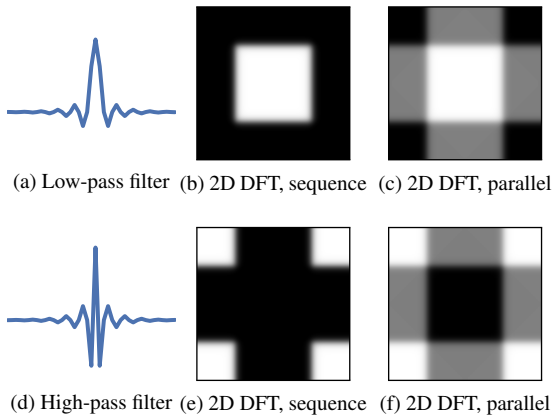 (a) Low-pass filter (b) 2D DFT, sequence (c) 2D DFT, parallel
(d) High-pass filter (e) 2D DFT, sequence (f) 2D DFT, parallel